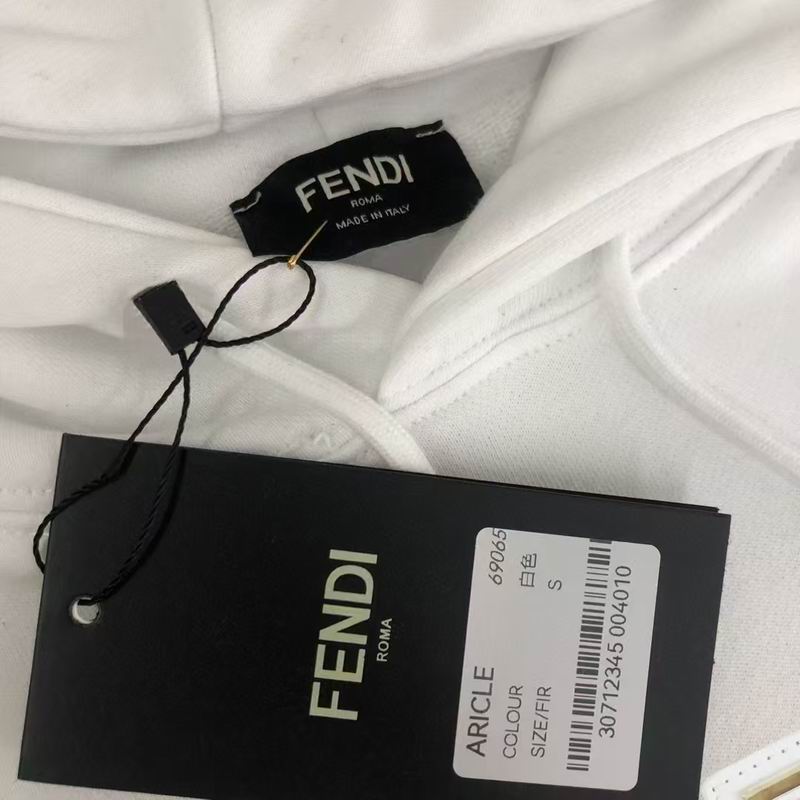 FENDI
ROMA
MADE IN ITALY
FENDI
ROMA
ARICLE 69065
COLOUR 白色
SIZE/FIR S
30712345 004010